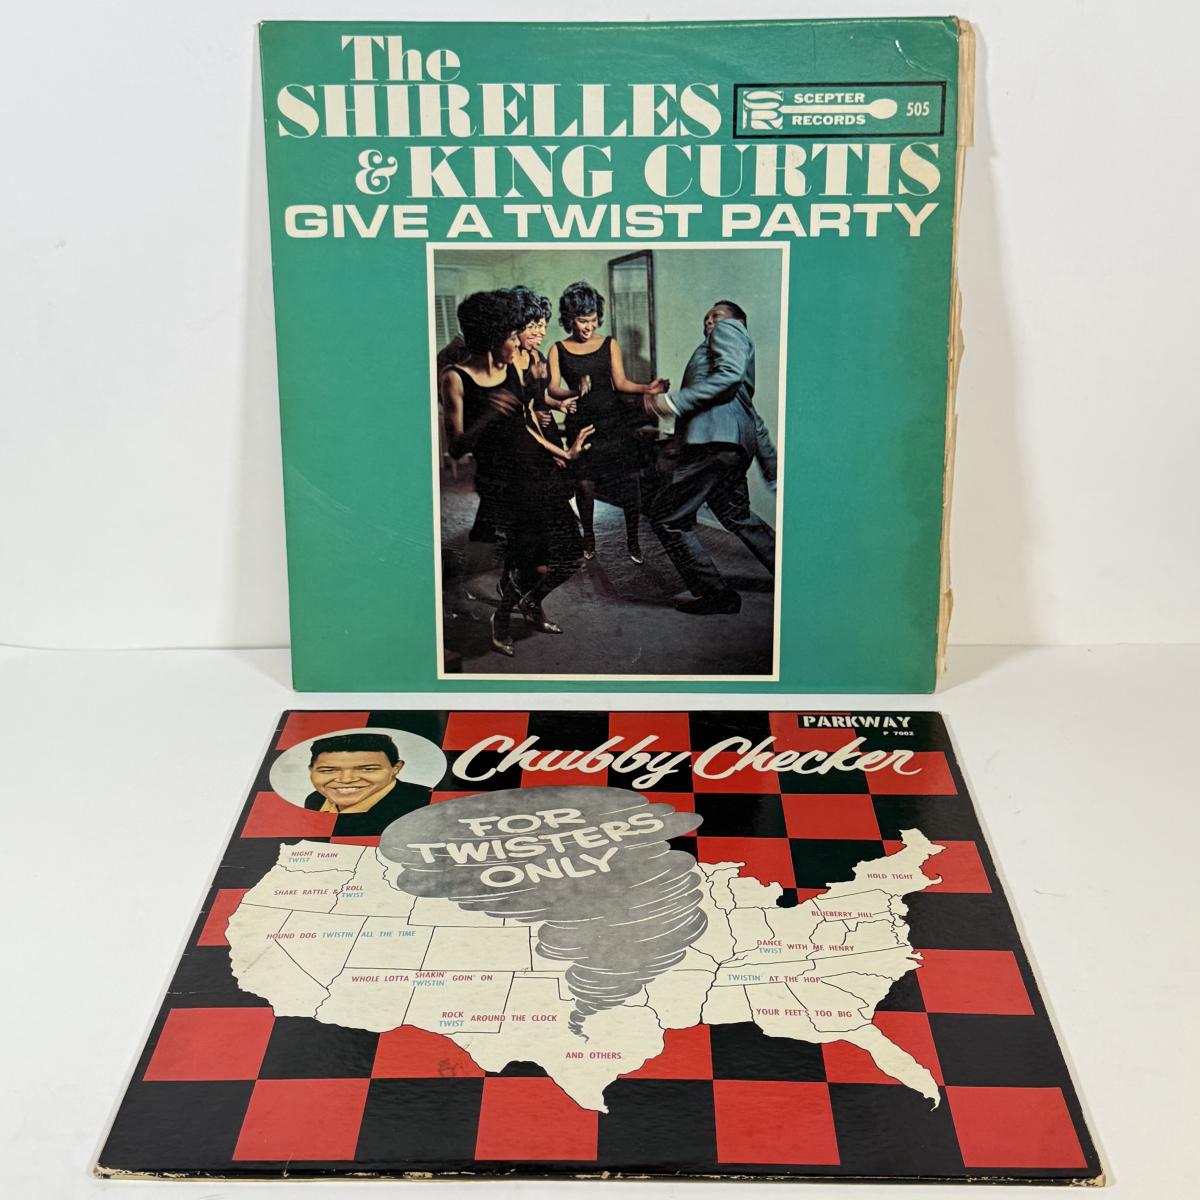 The
SHIRELLES
SR SCEPTER RECORDS 505
& KING CURTIS
GIVE A TWIST PARTY
PARKWAY
P 7002
Chubby Checker
FOR
TWISTERS
ONLY
NIGHT TRAIN
TWIST
SHAKE RATTLE & ROLL
TWIST
HOUND DOG TWISTIN' ALL THE TIME
WHOLE LOTTA SHAKIN' GOIN' ON
TWISTIN'
ROCK AROUND THE CLOCK
TWIST
AND OTHERS
HOLD TIGHT
BLUEBERRY HILL
DANCE WITH ME HENRY
TWIST
TWISTIN' AT THE HOP
YOUR FEET'S TOO BIG